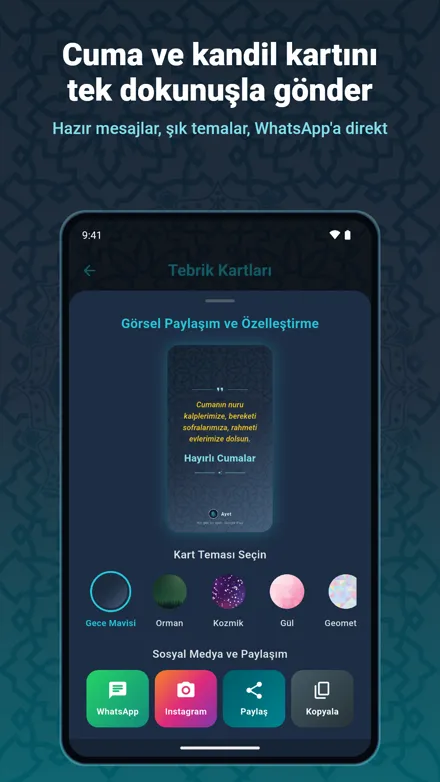 Cuma ve kandil kartını
tek dokunuşla gönder
Hazır mesajlar, şık temalar, WhatsApp'a direkt
9:41
Tebrik Kartları
Görsel Paylaşım ve Özelleştirme
Cumanın nuru
kalplerimize, bereketi
sofralarımıza, rahmeti
evlerimize dolsun.
Hayırlı Cumalar
Ayet
Kart Teması Seçin
Gece Mavisi
Orman
Kozmik
Gül
Geomet
Sosyal Medya ve Paylaşım
WhatsApp
Instagram
Paylaş
Kopyala